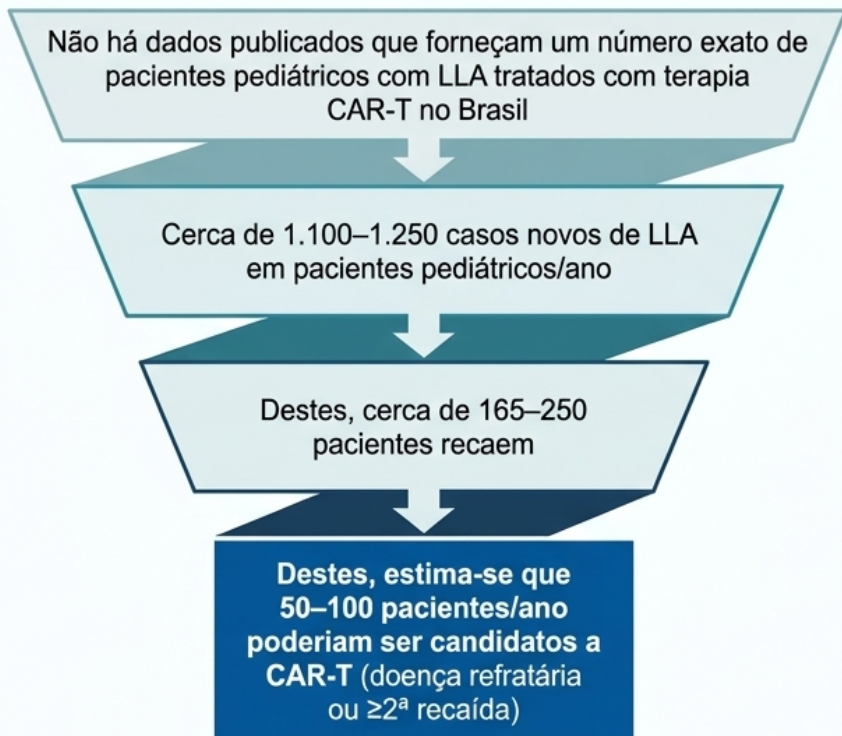 Não há dados publicados que forneçam um número exato de
pacientes pediátricos com LLA tratados com terapia
CAR-T no Brasil
Cerca de 1.100–1.250 casos novos de LLA
em pacientes pediátricos/ano
Destes, cerca de 165–250
pacientes recaem
Destes, estima-se que
50–100 pacientes/ano
poderiam ser candidatos a
CAR-T (doença refratária
ou ≥2ª recaída)